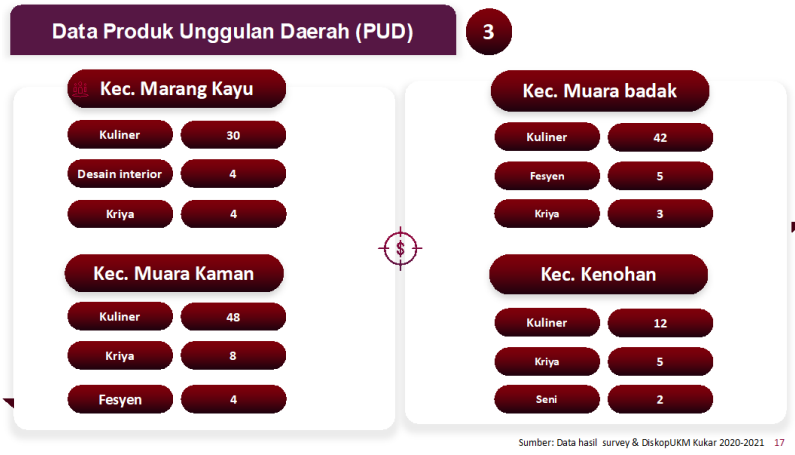 Data Produk Unggulan Daerah (PUD)
3
Kec. Marang Kayu
Kuliner 30
Desain interior 4
Kriya 4
Kec. Muara badak
Kuliner 42
Fesyen 5
Kriya 3
$
Kec. Muara Kaman
Kuliner 48
Kriya 8
Fesyen 4
Kec. Kenohan
Kuliner 12
Kriya 5
Seni 2
Sumber: Data hasil survey & DiskopUKM Kukar 2020-2021 17